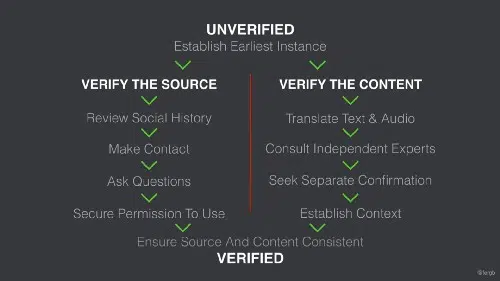 UNVERIFIED
Establish Earliest Instance
VERIFY THE SOURCE
Review Social History
Make Contact
Ask Questions
Secure Permission To Use
VERIFY THE CONTENT
Translate Text & Audio
Consult Independent Experts
Seek Separate Confirmation
Establish Context
Ensure Source And Content Consistent
VERIFIED